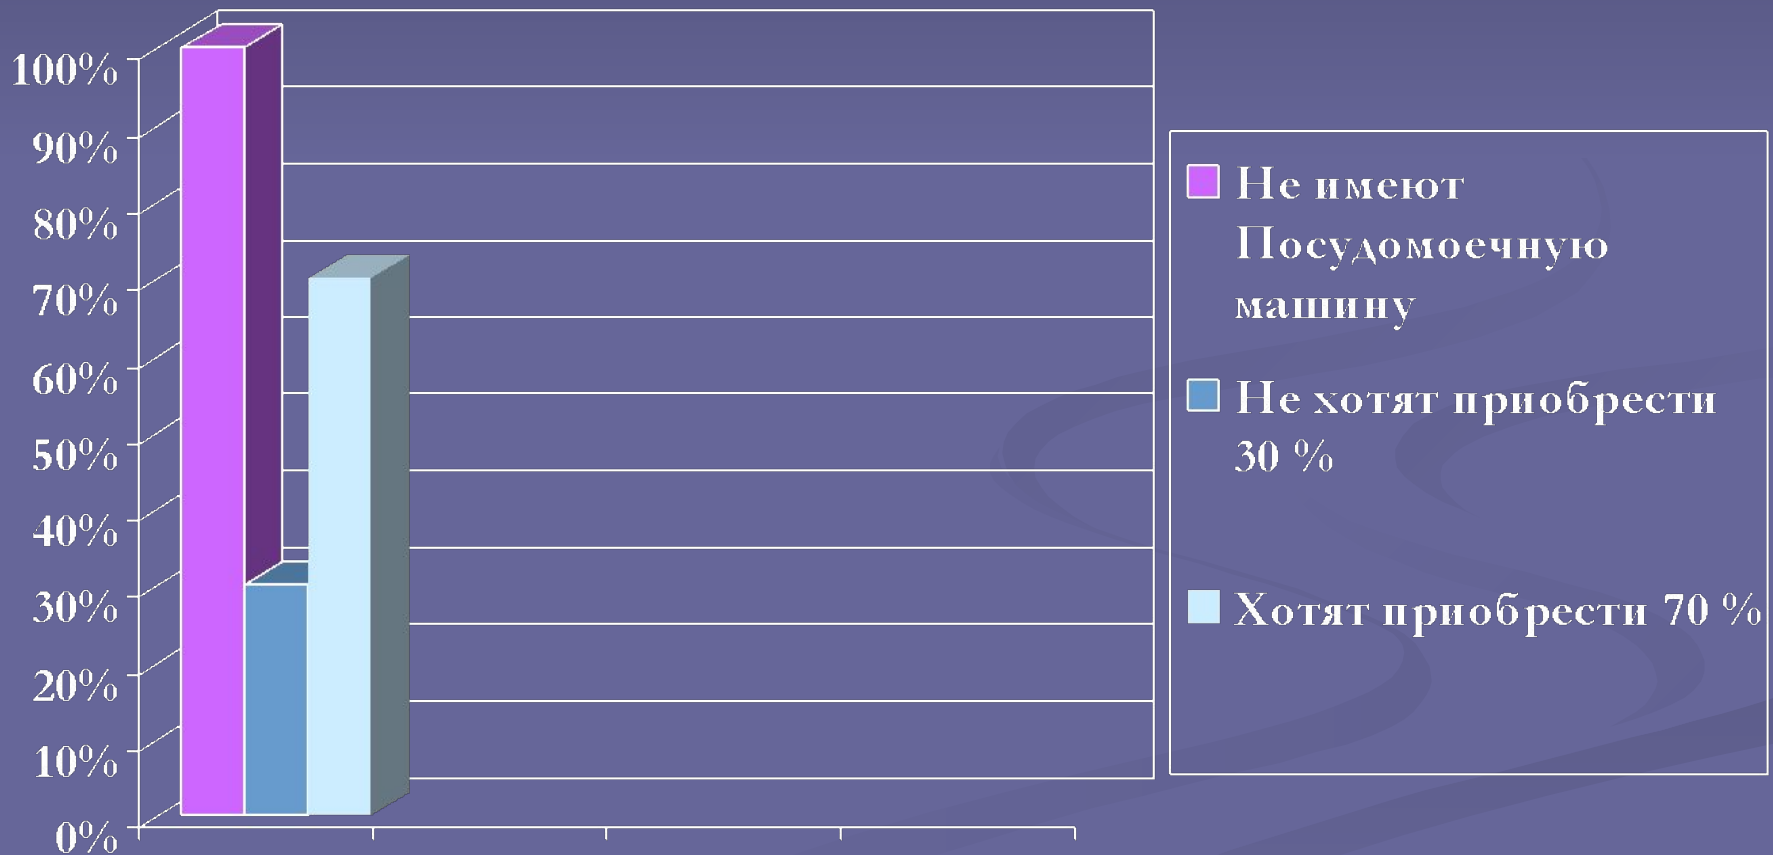 100%
90%
80%
70%
60%
50%
40%
30%
20%
10%
0%
Не имеют
Посудомоечную
машину
Не хотят приобрести
30 %
Хотят приобрести 70 %